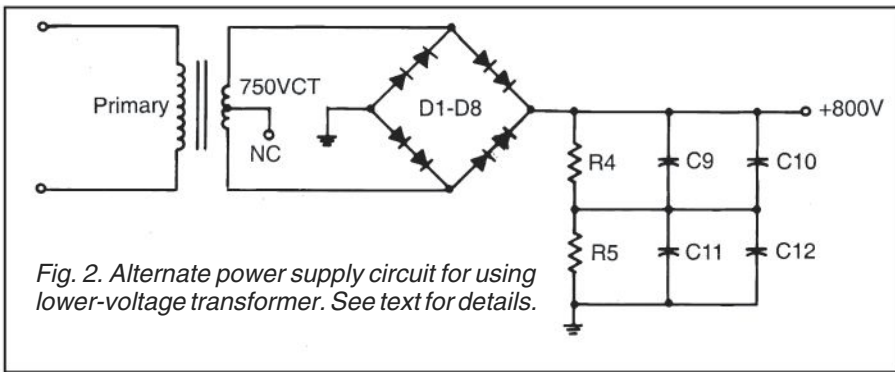 750VCT
Primary
D1-D8
+800V
NC
R4
C9
C10
R5
C11
C12
Fig. 2. Alternate power supply circuit for using
lower-voltage transformer. See text for details.